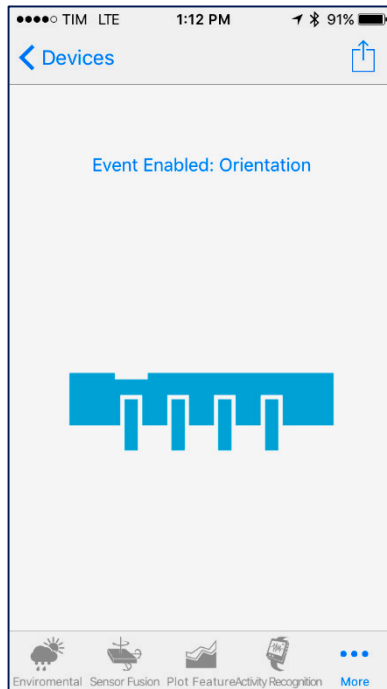 TIM LTE 1:12 PM 91%
Devices
Event Enabled: Orientation
Enviromental Sensor Fusion Plot Feature Activity Recognition More